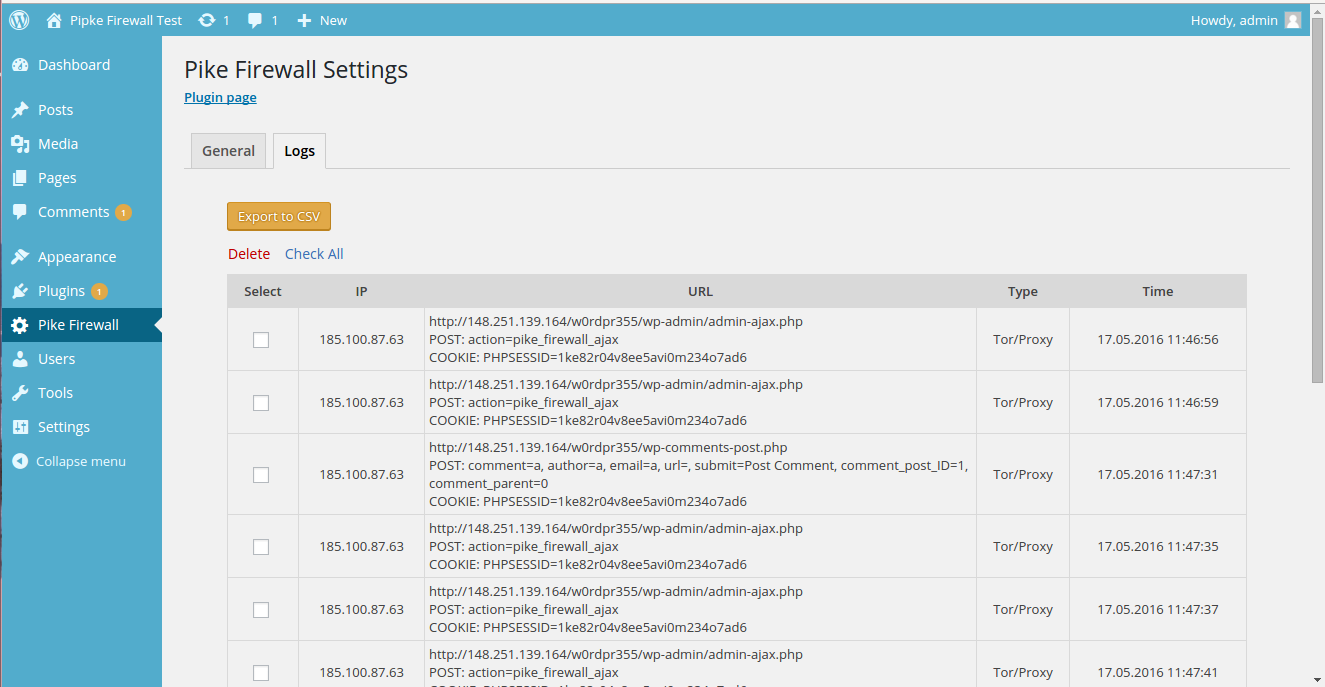 Pipke Firewall Test 1 1 New Howdy, admin
Dashboard
Posts
Media
Pages
Comments 1
Appearance
Plugins 1
Pike Firewall
Users
Tools
Settings
Collapse menu
Pike Firewall Settings
Plugin page
General Logs
Export to CSV
Delete Check All
Select IP URL Type Time
http://148.251.139.164/w0rdpr355/wp-admin/admin-ajax.php
185.100.87.63 POST: action=pike_firewall_ajax Tor/Proxy 17.05.2016 11:46:56
COOKIE: PHPSESSID=1ke82r04v8ee5avi0m234o7ad6
http://148.251.139.164/w0rdpr355/wp-admin/admin-ajax.php
185.100.87.63 POST: action=pike_firewall_ajax Tor/Proxy 17.05.2016 11:46:59
COOKIE: PHPSESSID=1ke82r04v8ee5avi0m234o7ad6
http://148.251.139.164/w0rdpr355/wp-comments-post.php
POST: comment=a, author=a, email=a, url=, submit=Post Comment, comment_post_ID=1,
185.100.87.63 comment_parent=0 Tor/Proxy 17.05.2016 11:47:31
COOKIE: PHPSESSID=1ke82r04v8ee5avi0m234o7ad6
http://148.251.139.164/w0rdpr355/wp-admin/admin-ajax.php
185.100.87.63 POST: action=pike_firewall_ajax Tor/Proxy 17.05.2016 11:47:35
COOKIE: PHPSESSID=1ke82r04v8ee5avi0m234o7ad6
http://148.251.139.164/w0rdpr355/wp-admin/admin-ajax.php
185.100.87.63 POST: action=pike_firewall_ajax Tor/Proxy 17.05.2016 11:47:37
COOKIE: PHPSESSID=1ke82r04v8ee5avi0m234o7ad6
http://148.251.139.164/w0rdpr355/wp-admin/admin-ajax.php
185.100.87.63 POST: action=pike_firewall_ajax Tor/Proxy 17.05.2016 11:47:41